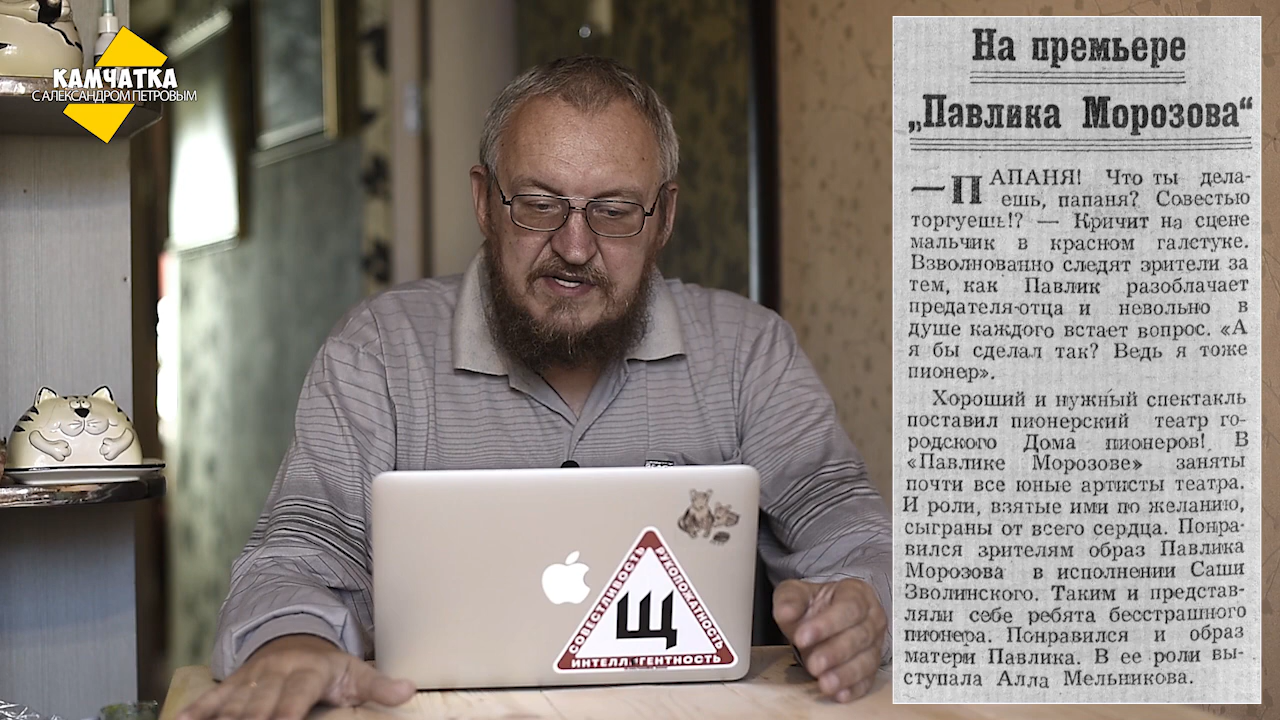 КАМЧАТКА
С АЛЕКСАНДРОМ ПЕТРОВЫМ
На премьере
„Павлика Морозова“
—ПАПАНЯ! Что ты дела-
ешь, папаня? Совестью
торгуешь!? — Кричит на сцене
мальчик в красном галстуке.
Взволнованно следят зрители за
тем, как Павлик разоблачает
предателя-отца и невольно в
душе каждого встает вопрос. «А
я бы сделал так? Ведь я тоже
пионер».
Хороший и нужный спектакль
поставил пионерский театр го-
родского Дома пионеров! В
«Павлике Морозове» заняты
почти все юные артисты театра.
И роли, взятые ими по желанию,
сыграны от всего сердца. Понра-
вился зрителям образ Павлика
Морозова в исполнении Саши
Зволинского. Таким и представ-
ляли себе ребята бесстрашного
пионера. Понравился и образ
матери Павлика. В ее роли вы-
ступала Алла Мельникова.
СОВЕСТЛИВОСТЬ
РУКОПОЖАТНОСТЬ
Щ
ИНТЕЛЛИГЕНТНОСТЬ